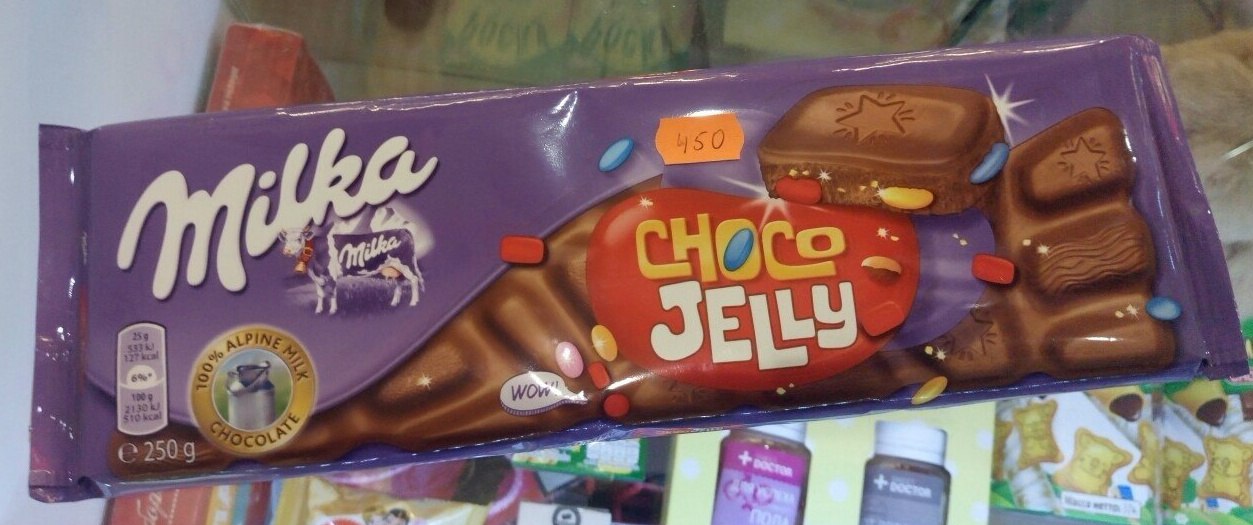 Milka
Milka
450
CHOCO
JELLY
WOW!
25 g
533 kJ
127 kcal
6%*
100 g
2130 kJ
510 kcal
100% ALPINE MILK
CHOCOLATE
e 250 g
+ DOCTOR
+ DOCTOR